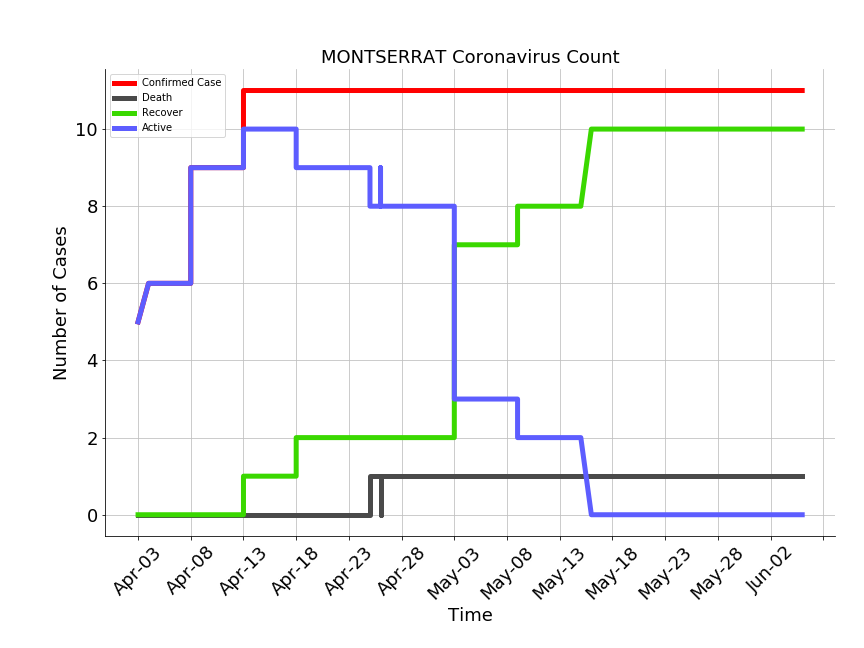 MONTSERRAT Coronavirus Count
Confirmed Case
Death
Recover
Active
Number of Cases
10
8
6
4
2
0
Apr-03
Apr-08
Apr-13
Apr-18
Apr-23
Apr-28
May-03
May-08
May-13
May-18
May-23
May-28
Jun-02
Time